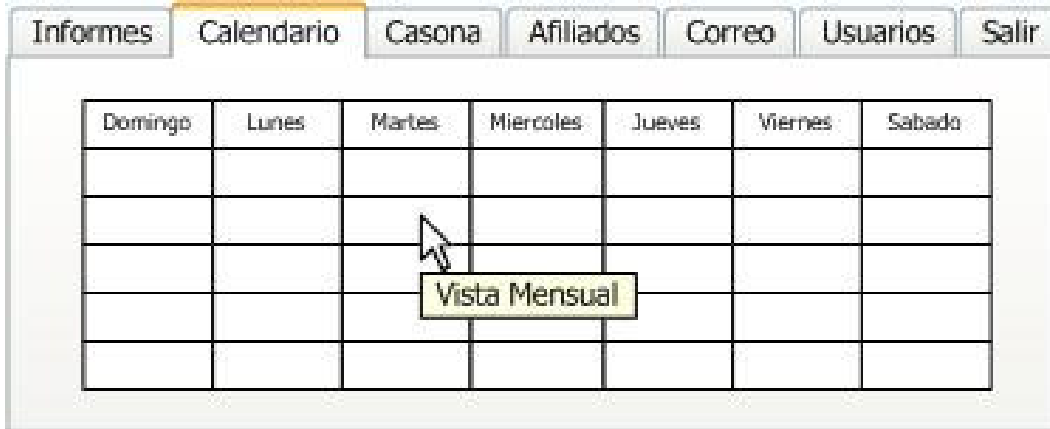 Informes Calendario Casona Afiliados Correo Usuarios Salir
Domingo Lunes Martes Miercoles Jueves Viernes Sabado
Vista Mensual